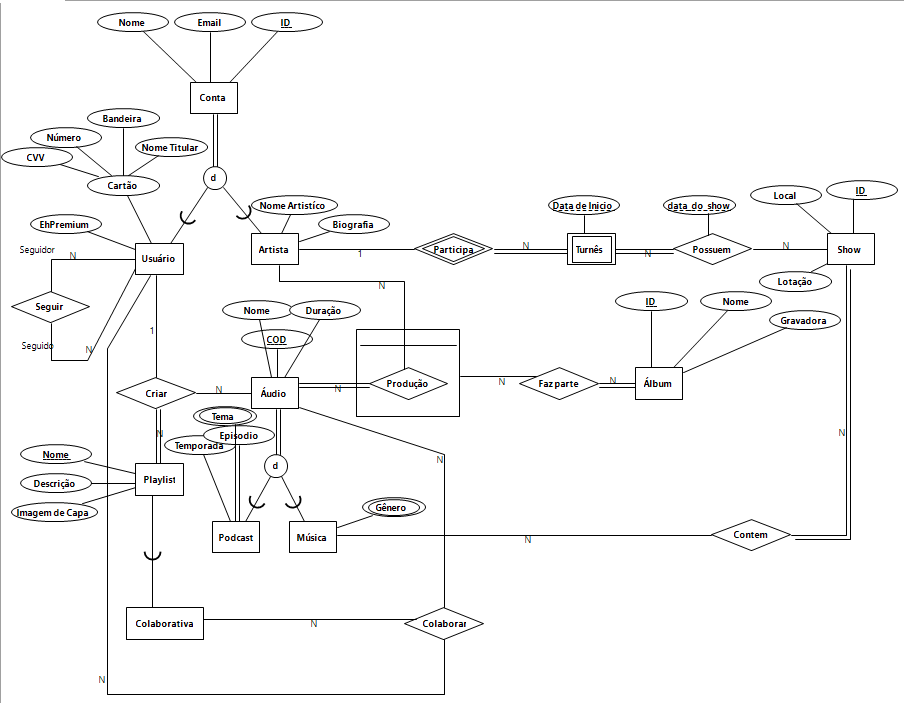 Nome
Email
ID
Conta
Bandeira
Número
Nome Titular
CVV
Cartão
d
EhPremium
Nome Artistíco
Biografia
Data de Inicio
data_do_show
Local
ID
Seguidor
N
Usuário
Artista
1
Participa
N
Turnês
N
Possuem
N
Show
Lotação
N
Seguir
Seguido
N
1
Nome
Duração
COD
ID
Nome
Gravadora
Criar
N
Áudio
N
Produção
N
Faz parte
N
Álbum
Tema
Episodio
Temporada
N
N
N
Nome
Descrição
Imagem de Capa
Playlist
d
Gênero
Podcast
Música
N
Contem
Colaborativa
N
Colaborar
N